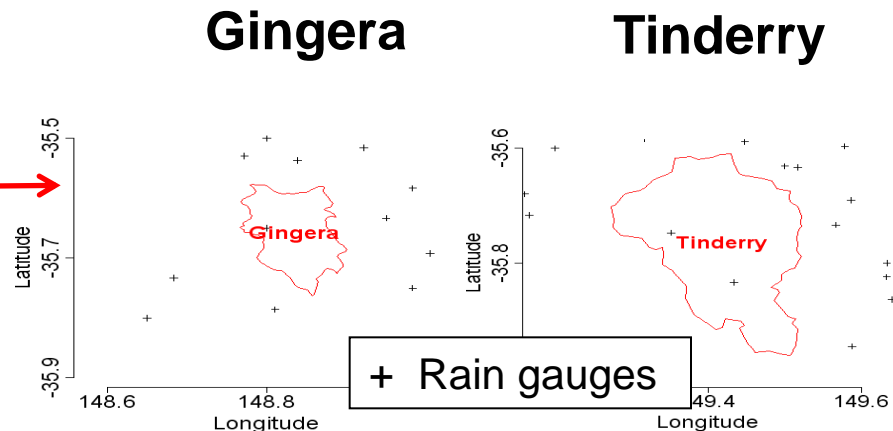 Gingera
Tinderry
-35.5
-35.7
-35.9
Latitude
Gingera
148.6
148.8
Longitude
-35.6
-35.8
Latitude
Tinderry
49.4
149.6
Longitude
+ Rain gauges